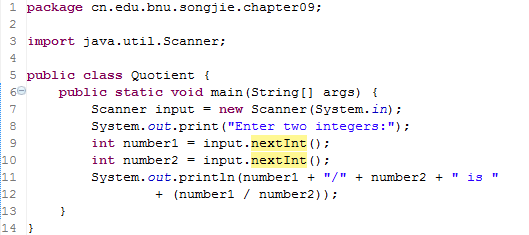 1 package cn.edu.bnu.songjie.chapter09;
2
3 import java.util.Scanner;
4
5 public class Quotient {
6     public static void main(String[] args) {
7         Scanner input = new Scanner(System.in);
8         System.out.print("Enter two integers:");
9         int number1 = input.nextInt();
10         int number2 = input.nextInt();
11         System.out.println(number1 + "/" + number2 + " is "
12                 + (number1 / number2));
13     }
14 }